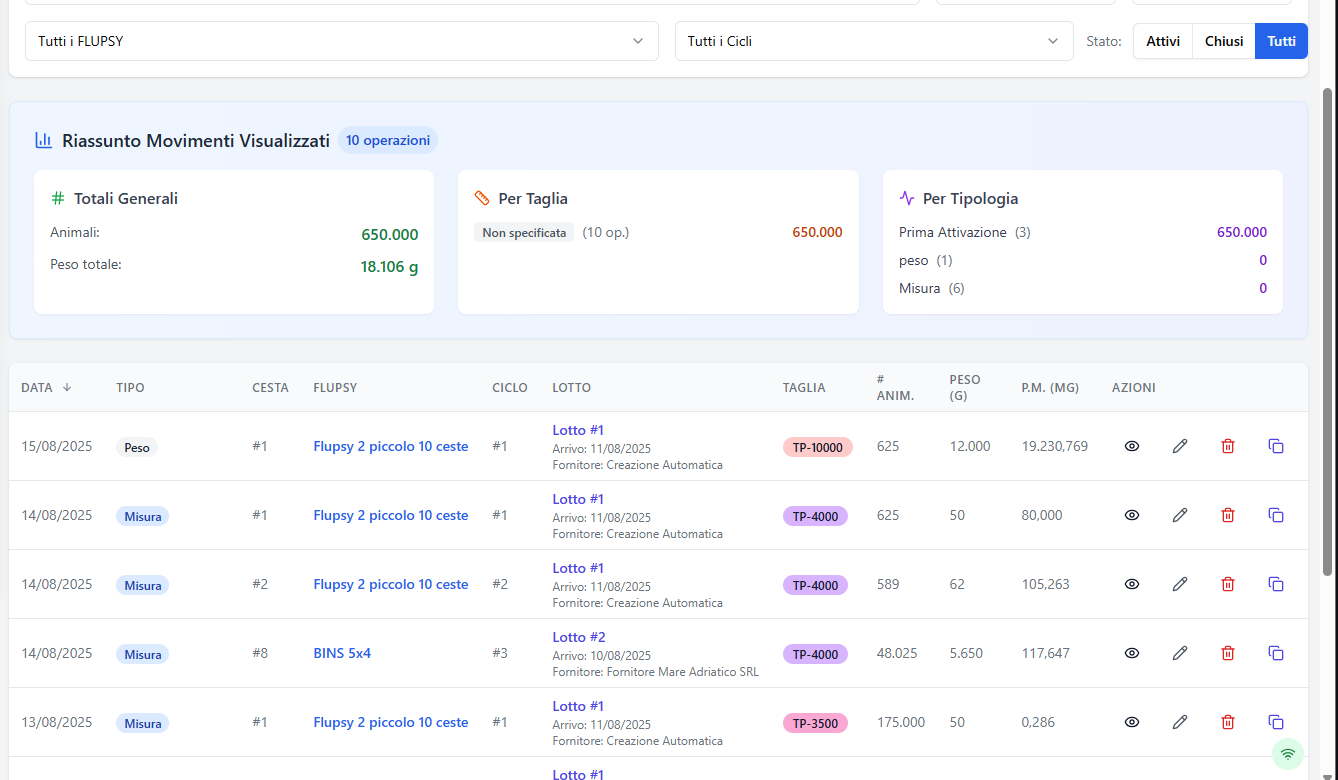 Tutti i FLUPSY
Tutti i Cicli
Stato:
Attivi
Chiusi
Tutti
Riassunto Movimenti Visualizzati
10 operazioni
# Totali Generali
Animali: 650.000
Peso totale: 18.106 g
Per Taglia
Non specificata (10 op.) 650.000
Per Tipologia
Prima Attivazione (3) 650.000
peso (1) 0
Misura (6) 0
DATA ↓ TIPO CESTA FLUPSY CICLO LOTTO TAGLIA # ANIM. PESO (G) P.M. (MG) AZIONI
15/08/2025 Peso #1 Flupsy 2 piccolo 10 ceste #1 Lotto #1
Arrivo: 11/08/2025
Fornitore: Creazione Automatica
TP-10000 625 12.000 19.230,769
14/08/2025 Misura #1 Flupsy 2 piccolo 10 ceste #1 Lotto #1
Arrivo: 11/08/2025
Fornitore: Creazione Automatica
TP-4000 625 50 80,000
14/08/2025 Misura #2 Flupsy 2 piccolo 10 ceste #2 Lotto #1
Arrivo: 11/08/2025
Fornitore: Creazione Automatica
TP-4000 589 62 105,263
14/08/2025 Misura #8 BINS 5x4 #3 Lotto #2
Arrivo: 10/08/2025
Fornitore: Fornitore Mare Adriatico SRL
TP-4000 48.025 5.650 117,647
13/08/2025 Misura #1 Flupsy 2 piccolo 10 ceste #1 Lotto #1
Arrivo: 11/08/2025
Fornitore: Creazione Automatica
TP-3500 175.000 50 0,286
Lotto #1